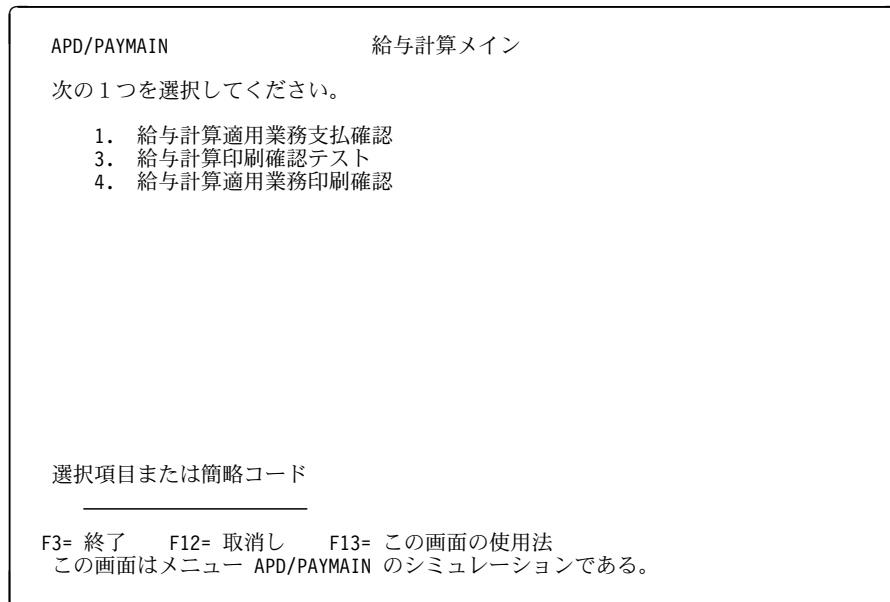 APD/PAYMAIN 給与計算メイン
次の１つを選択してください。
1. 給与計算適用業務支払確認
3. 給与計算印刷確認テスト
4. 給与計算適用業務印刷確認
選択項目または簡略コード
F3= 終了 F12= 取消し F13= この画面の使用法
この画面はメニュー APD/PAYMAIN のシミュレーションである。